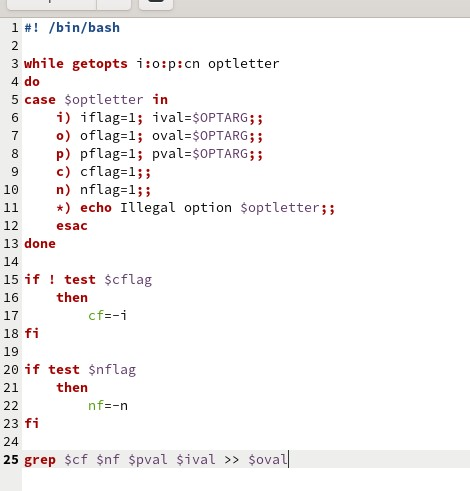 1 #! /bin/bash
2
3 while getopts i:o:p:cn optletter
4 do
5 case $optletter in
6     i) iflag=1; ival=$OPTARG;;
7     o) oflag=1; oval=$OPTARG;;
8     p) pflag=1; pval=$OPTARG;;
9     c) cflag=1;;
10     n) nflag=1;;
11     *) echo Illegal option $optletter;;
12     esac
13 done
14
15 if ! test $cflag
16     then
17         cf=-i
18 fi
19
20 if test $nflag
21     then
22         nf=-n
23 fi
24
25 grep $cf $nf $pval $ival >> $oval